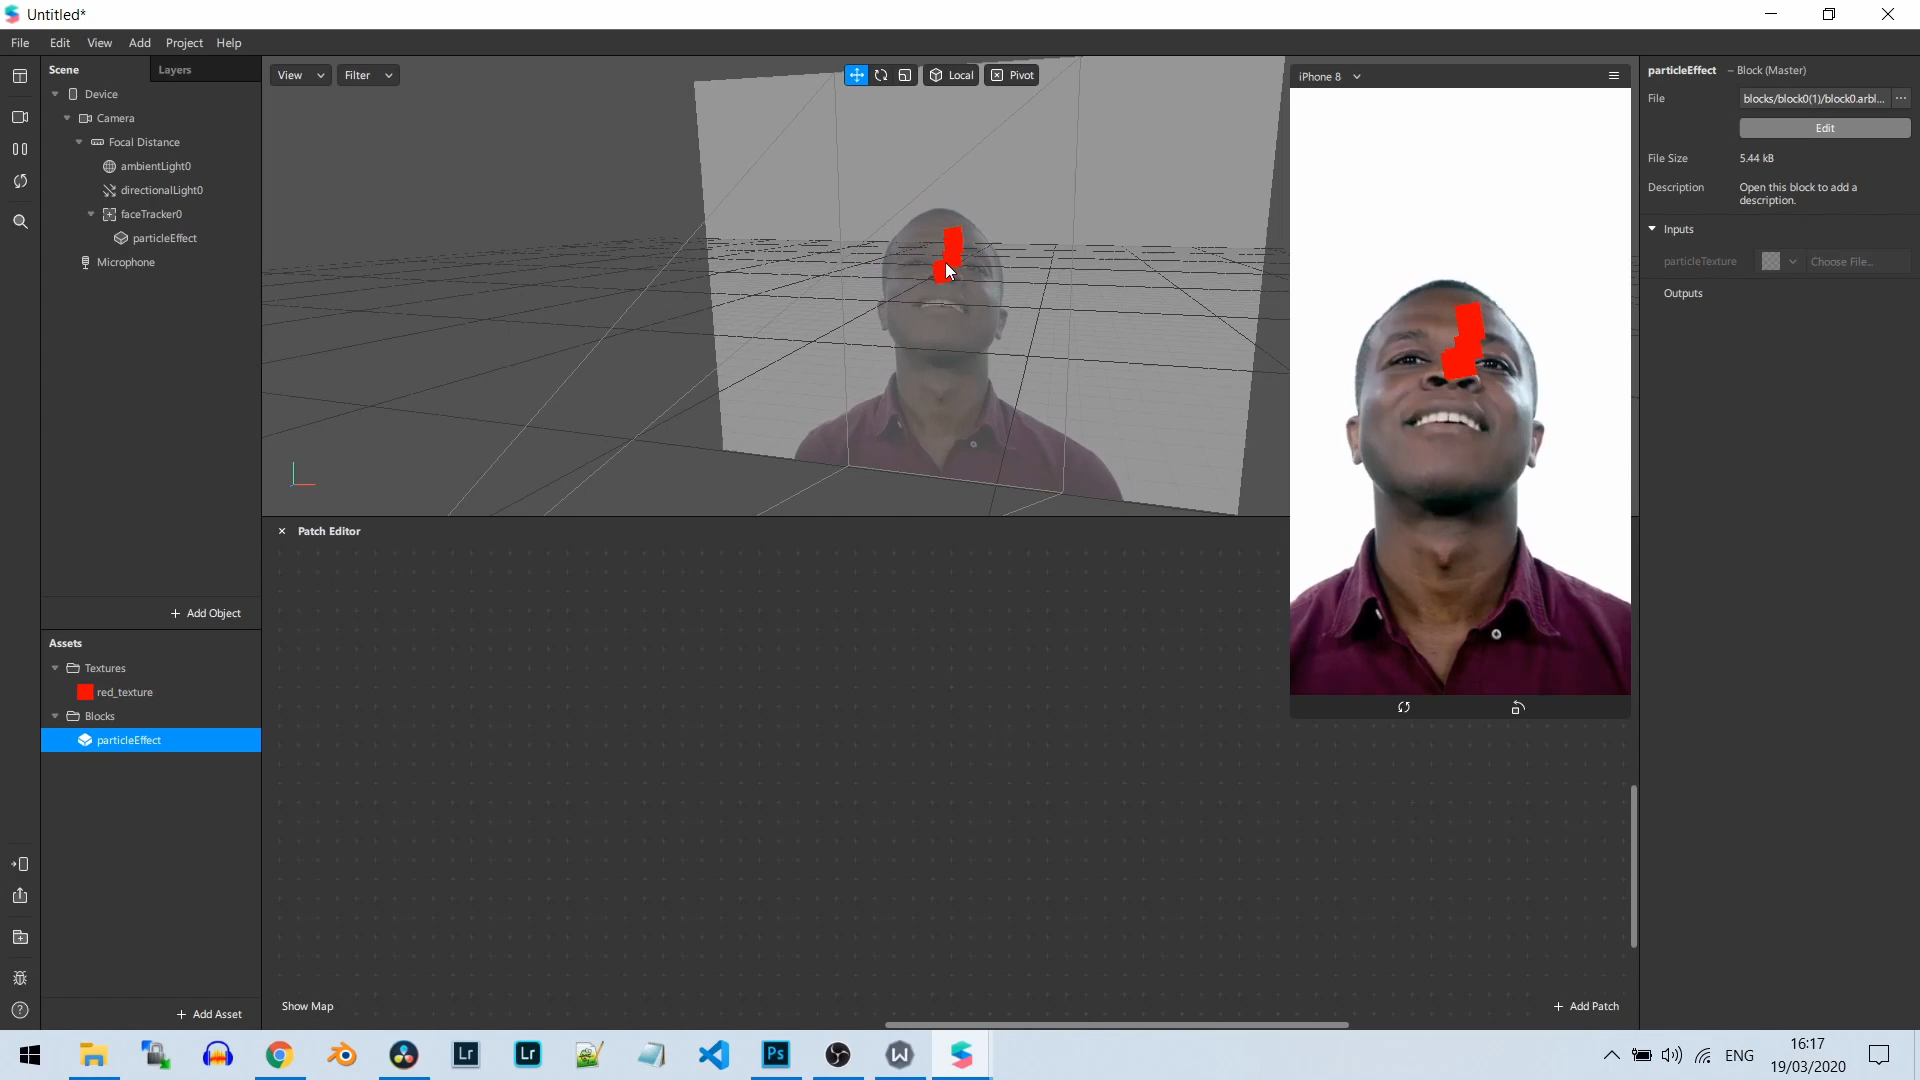 Untitled*
File Edit View Add Project Help
Scene Layers
Device
Camera
Focal Distance
ambientLight0
directionalLight0
faceTracker0
particleEffect
Microphone
+ Add Object
Assets
Textures
red_texture
Blocks
particleEffect
+ Add Asset
View Filter Local Pivot
iPhone 8
Patch Editor
Show Map
+ Add Patch
particleEffect – Block (Master)
File blocks/block0(1)/block0.arbl...
Edit
File Size 5.44 kB
Description Open this block to add a
description.
Inputs
particleTexture Choose File...
Outputs
Lr Lr Ps W
ENG
16:17
19/03/2020